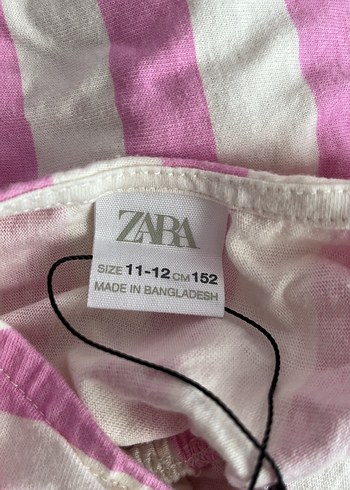 ZARA
SIZE 11-12 CM 152
MADE IN BANGLADESH